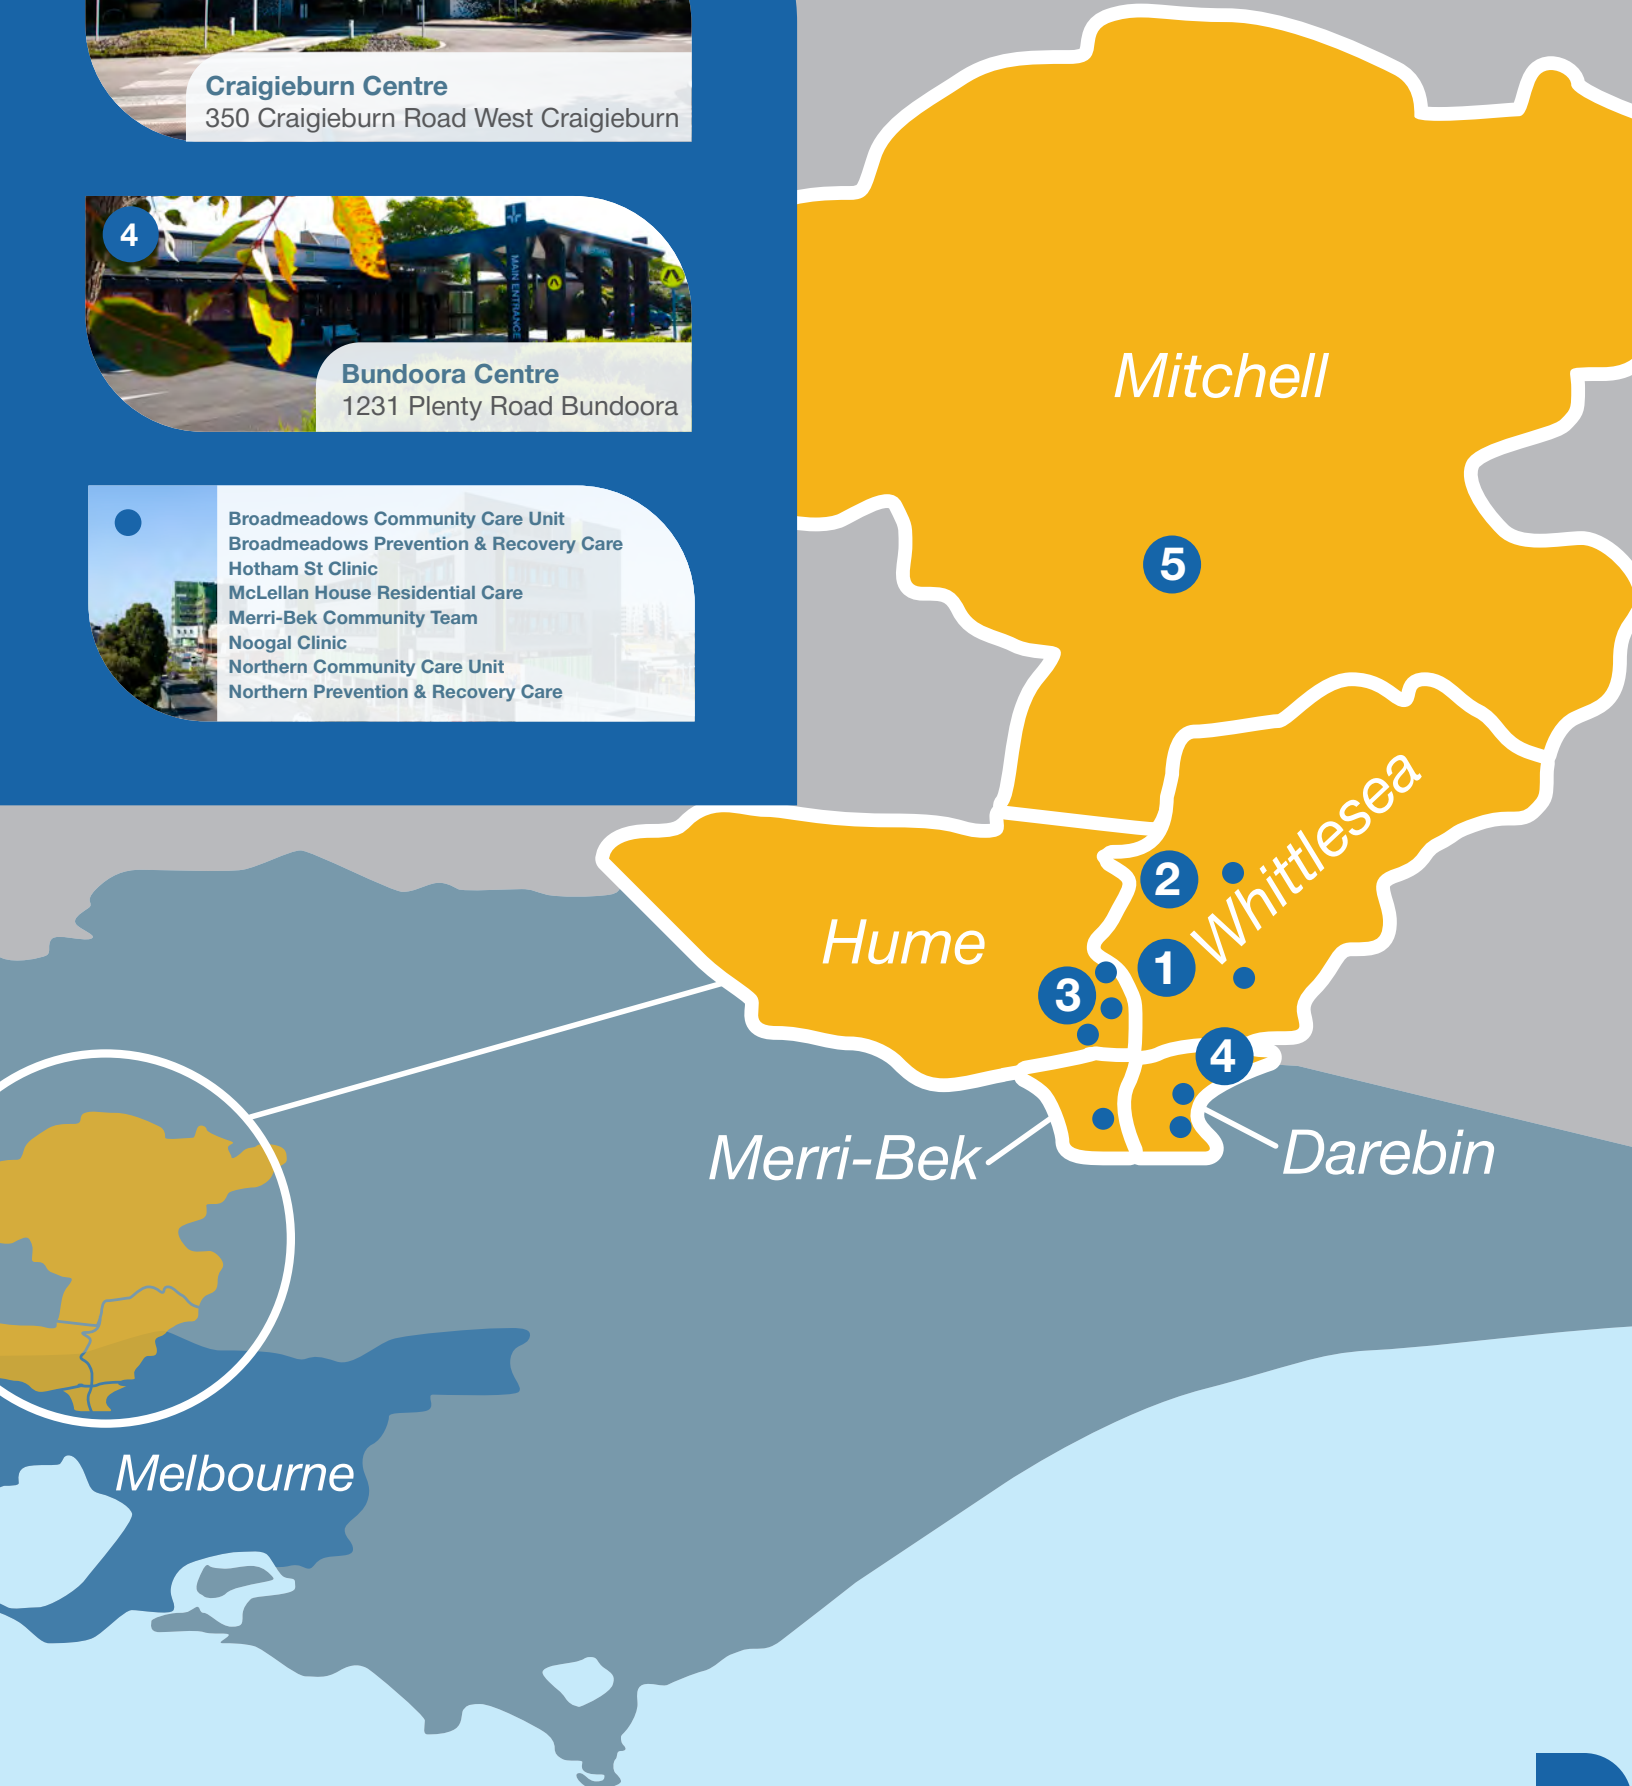 Craigieburn Centre
350 Craigieburn Road West Craigieburn
4
MAIN ENTRANCE
Bundoora Centre
1231 Plenty Road Bundoora
Broadmeadows Community Care Unit
Broadmeadows Prevention & Recovery Care
Hotham St Clinic
McLellan House Residential Care
Merri-Bek Community Team
Noogal Clinic
Northern Community Care Unit
Northern Prevention & Recovery Care
Mitchell
5
Whittlesea
2
Hume
1
3
4
Merri-Bek
Darebin
Melbourne